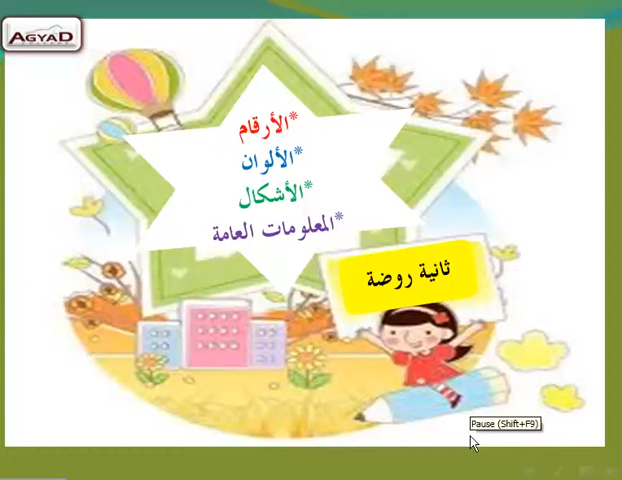 AGYAD
*الأرقام
*الألوان
*الأشكال
*المعلومات العامة
ثانية روضة
Pause (Shift+F9)